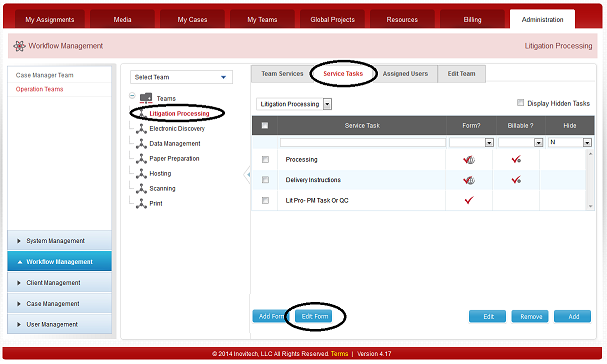 My Assignments Media My Cases My Teams Global Projects Resources Billing Administration
Workflow Management Litigation Processing
Case Manager Team
Operation Teams
System Management
Workflow Management
Client Management
Case Management
User Management
Select Team
Teams
Litigation Processing
Electronic Discovery
Data Management
Paper Preparation
Hosting
Scanning
Print
Team Services Service Tasks Assigned Users Edit Team
Litigation Processing Display Hidden Tasks
Service Task Form? Billable ? Hide
N
Processing
Delivery Instructions
Lit Pro- PM Task Or QC
Add Form Edit Form Edit Remove Add
© 2014 Inovitech, LLC All Rights Reserved. Terms | Version 4.17